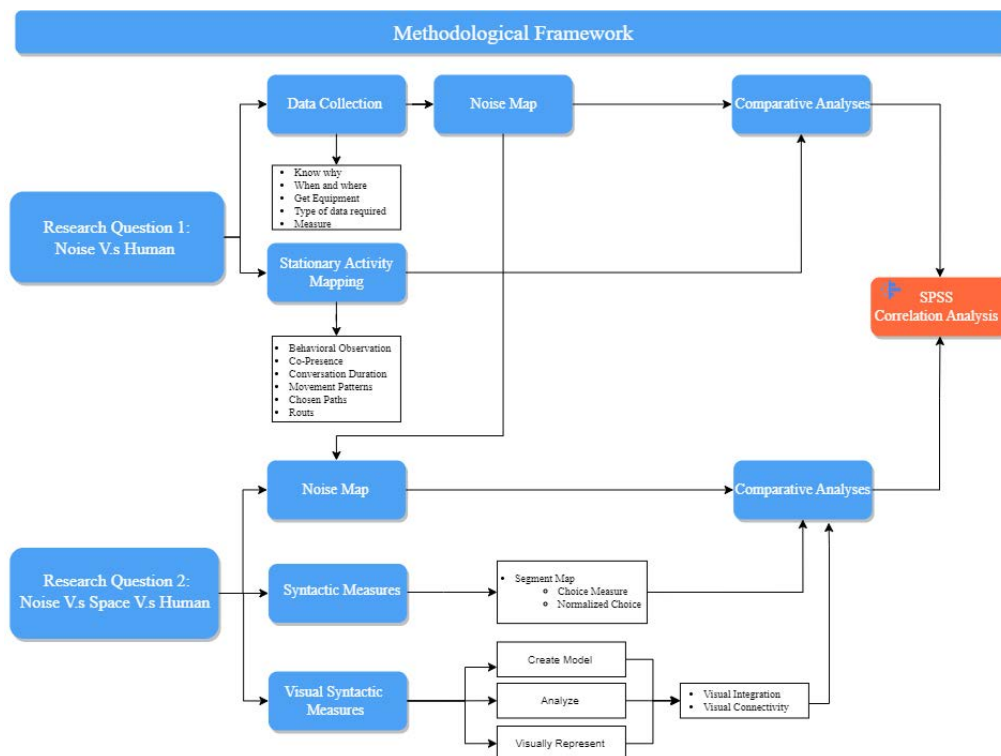 Methodological Framework
Data Collection
Noise Map
Comparative Analyses
• Know why
• When and where
• Get Equipment
• Type of data required
• Measure
Research Question 1:
Noise V.s Human
Stationary Activity
Mapping
SPSS
Correlation Analysis
• Behavioral Observation
• Co-Presence
• Conversation Duration
• Movement Patterns
• Chosen Paths
• Routs
Noise Map
Comparative Analyses
Research Question 2:
Noise V.s Space V.s Human
Syntactic Measures
• Segment Map
o Choice Measure
o Normalized Choice
Visual Syntactic
Measures
Create Model
Analyze
Visually Represent
• Visual Integration
• Visual Connectivity